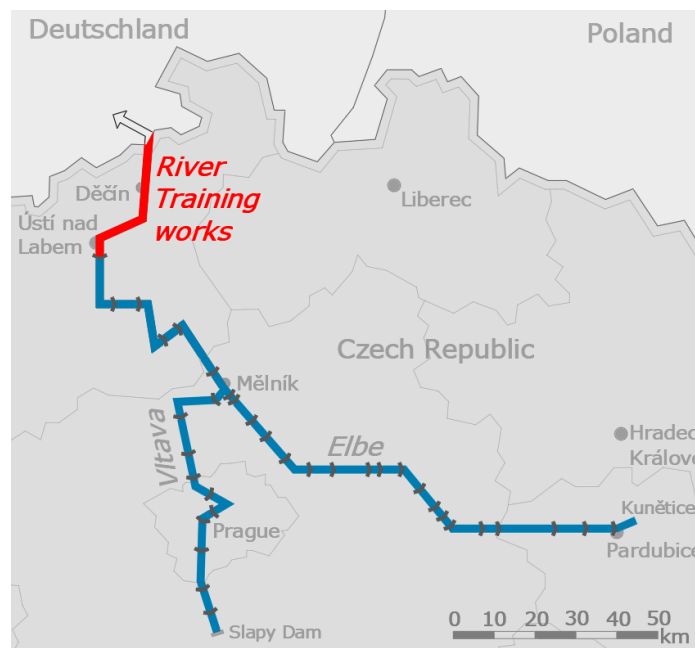 Deutschland
Poland
River
Training
works
Děčín
Liberec
Ústí nad
Labem
Czech Republic
Mělník
Vltava
Elbe
Hradec
Králové
Kunětice
Prague
Pardubice
Slapy Dam
0 10 20 30 40 50
km